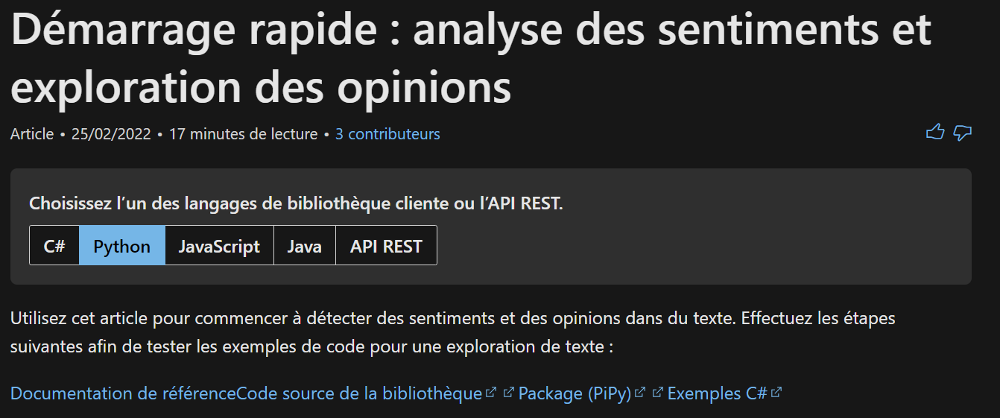 Démarrage rapide : analyse des sentiments et
exploration des opinions
Article • 25/02/2022 • 17 minutes de lecture • 3 contributeurs
Choisissez l’un des langages de bibliothèque cliente ou l’API REST.
C# Python JavaScript Java API REST
Utilisez cet article pour commencer à détecter des sentiments et des opinions dans du texte. Effectuez les étapes
suivantes afin de tester les exemples de code pour une exploration de texte :
Documentation de référenceCode source de la bibliothèque Package (PiPy) Exemples C#